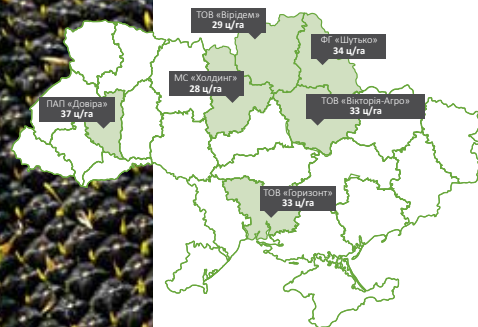 ТОВ «Вірідем»
29 ц/га
ФГ «Шутько»
34 ц/га
МС «Холдинг»
28 ц/га
ПАП «Довіра»
37 ц/га
ТОВ «Вікторія-Агро»
33 ц/га
ТОВ «Горизонт»
33 ц/га